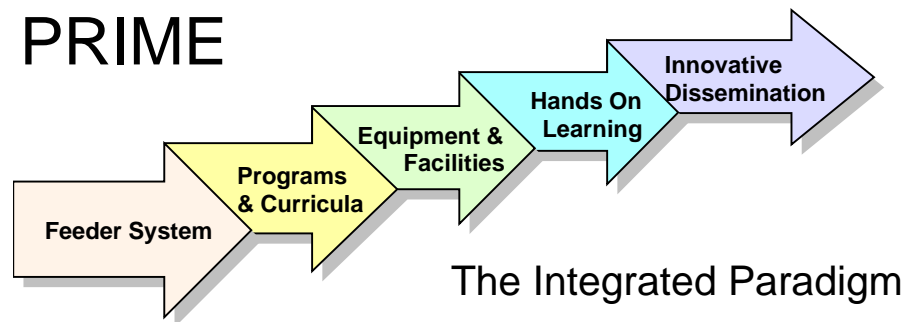 PRIME
Feeder System
Programs
& Curricula
Equipment &
Facilities
Hands On
Learning
Innovative
Dissemination
The Integrated Paradigm